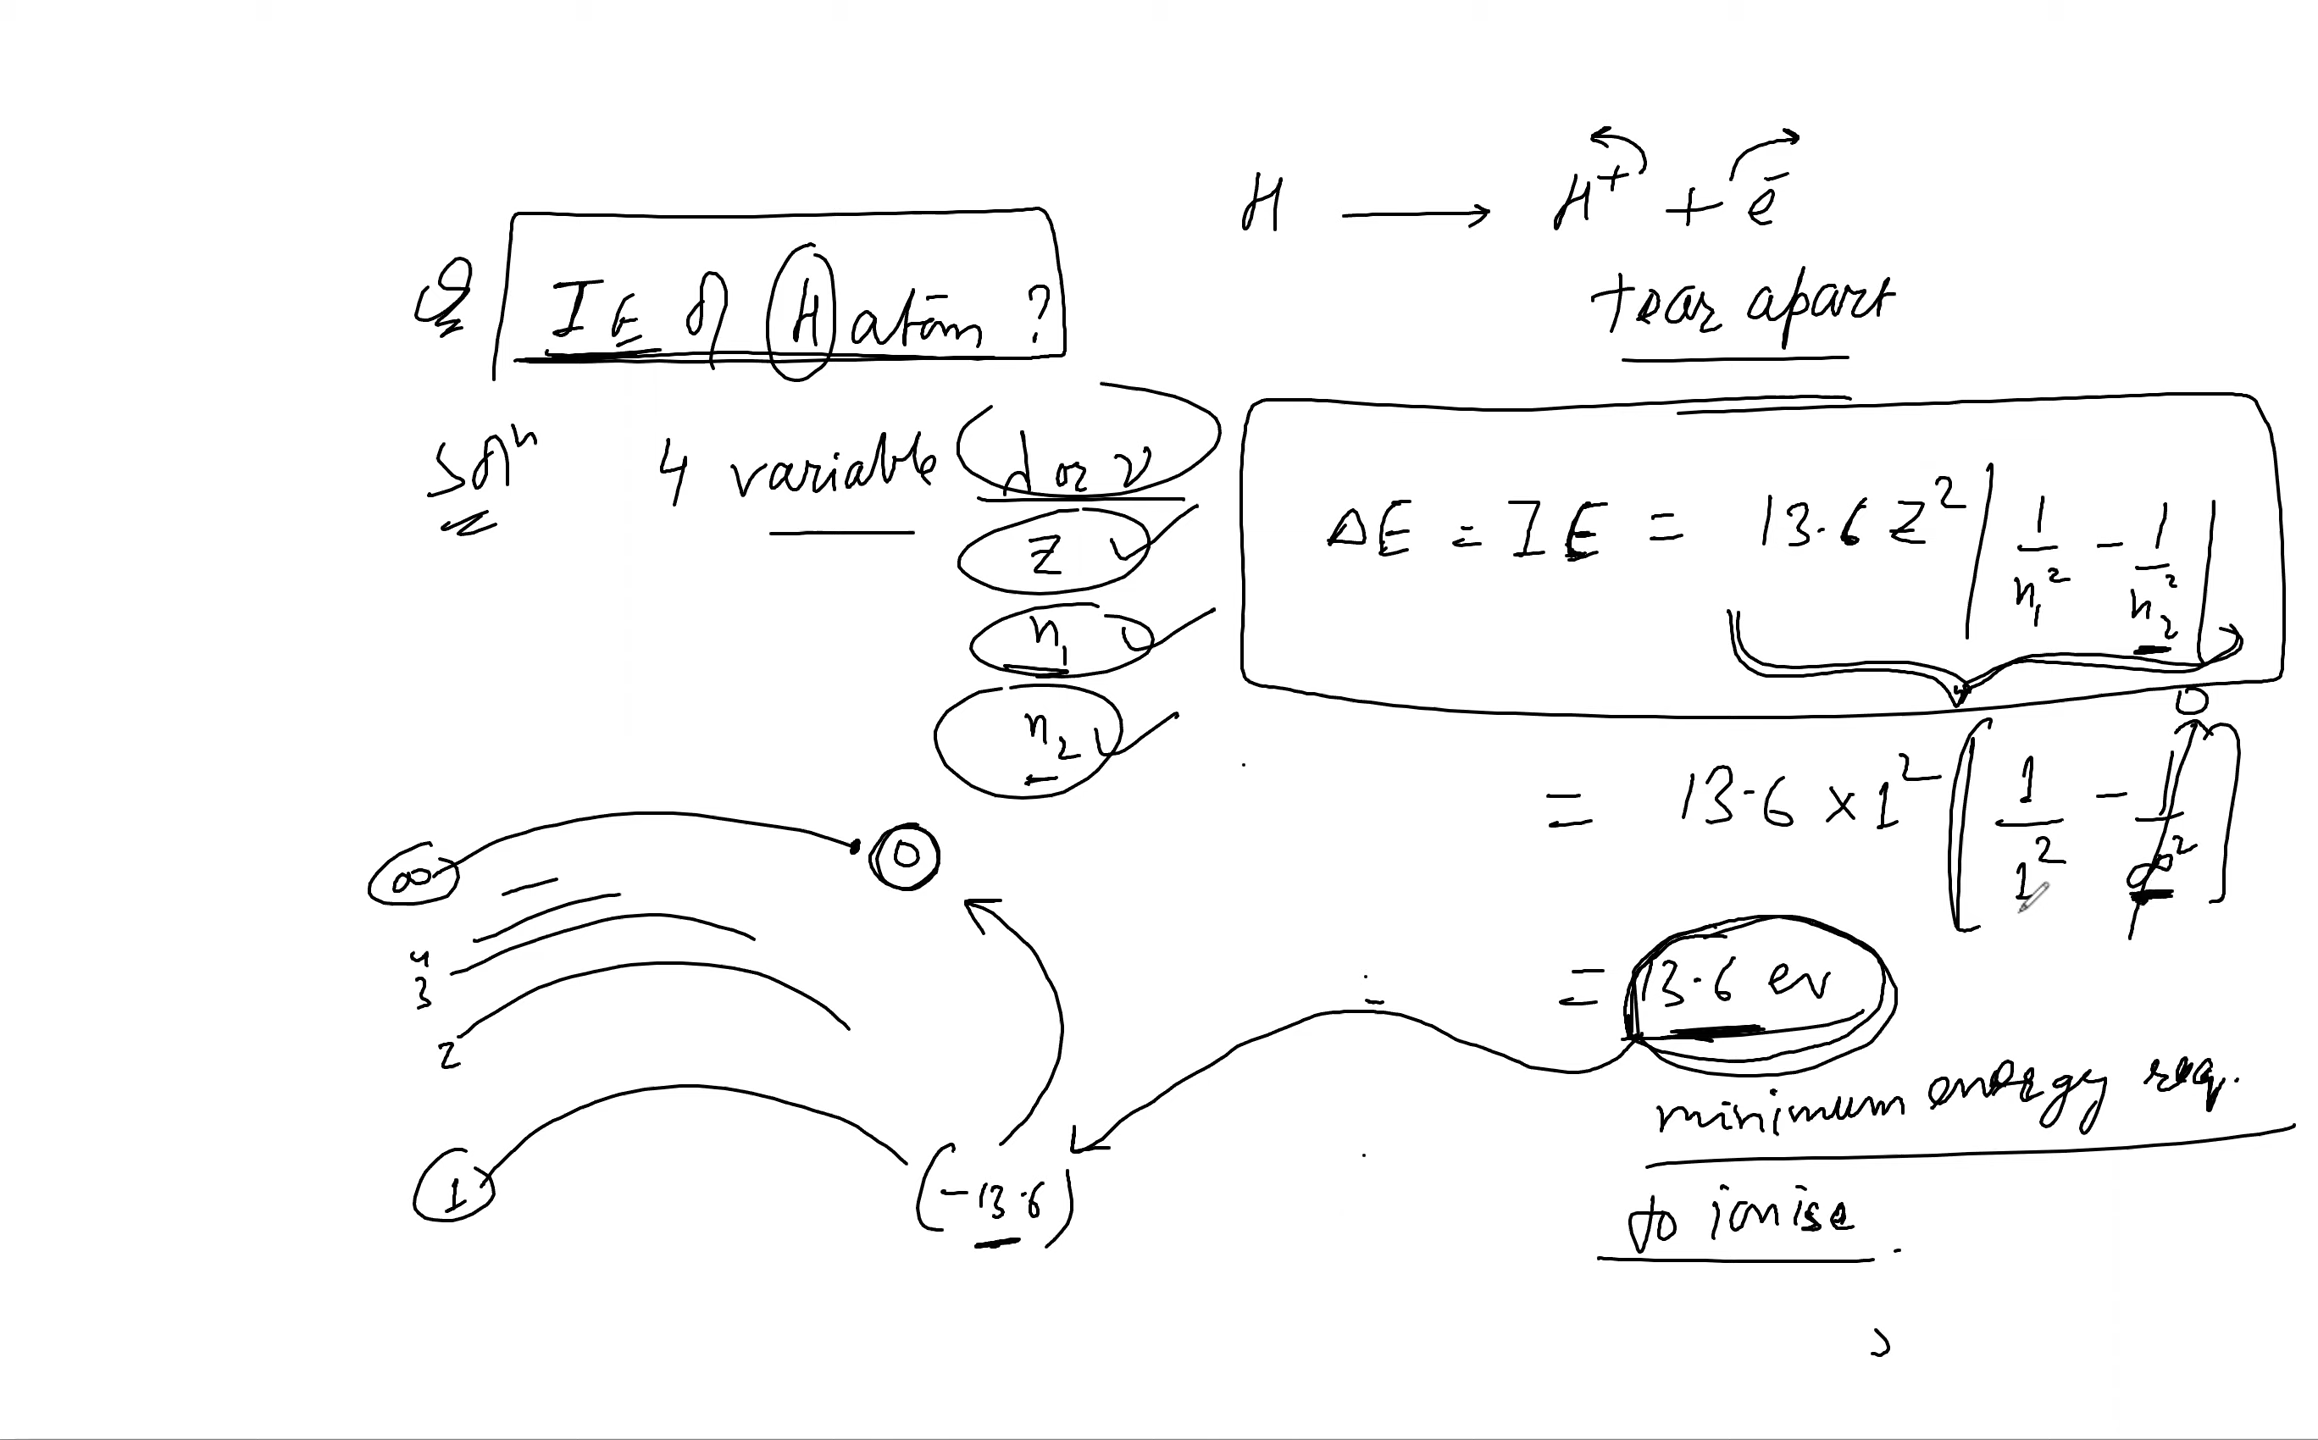 H ⟶ H⁺ + e⁻
tear apart
Q IE of H atom ?
Solⁿ 4 variable λ or ν
Z
n₁
n₂
ΔE = IE = 13.6 Z² | 1/n₁² - 1/n₂² |
0
= 13.6 × 1² [ 1/1² - 1/∞² ]
= 13.6 ev
minimum energy req.
to ionise
∞ 0
4
3
2
1 (-13.6)